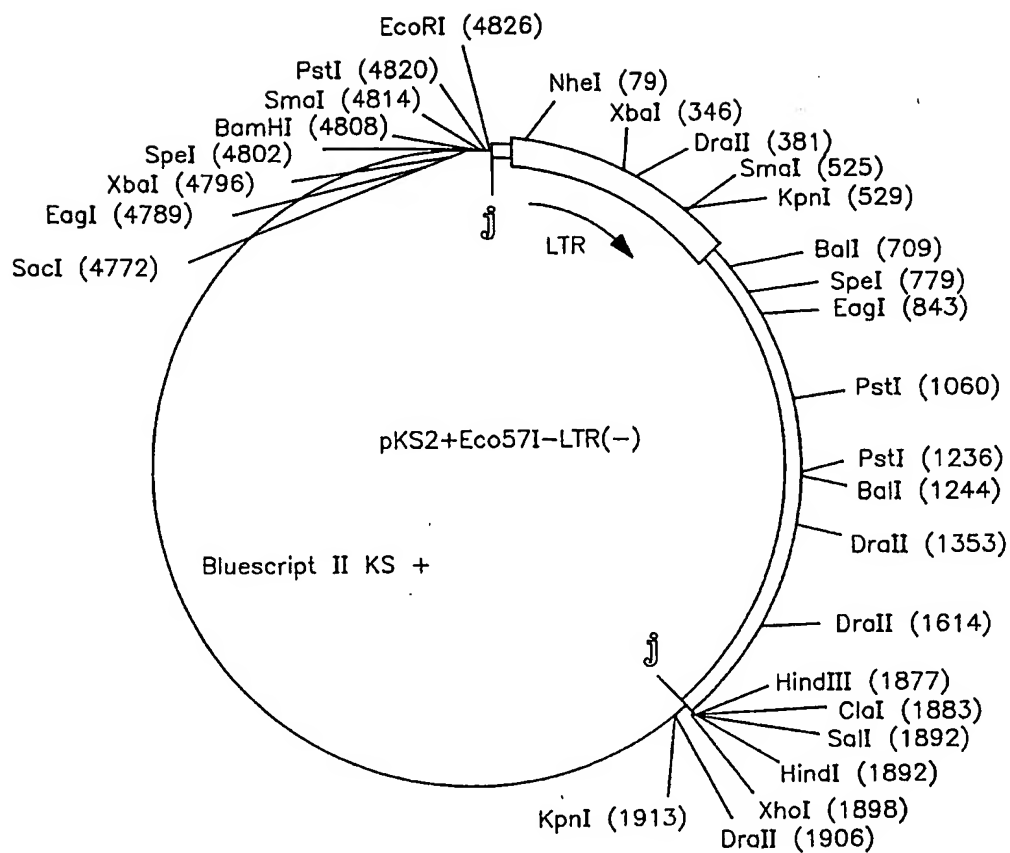 EcoRI (4826)
PstI (4820)
SmaI (4814)
BamHI (4808)
SpeI (4802)
XbaI (4796)
EagI (4789)
SacI (4772)
NheI (79)
XbaI (346)
DraII (381)
SmaI (525)
KpnI (529)
j
LTR
BalI (709)
SpeI (779)
EagI (843)
PstI (1060)
pKS2+Eco57I-LTR(-)
PstI (1236)
BalI (1244)
DraII (1353)
Bluescript II KS +
DraII (1614)
j
HindIII (1877)
ClaI (1883)
SalI (1892)
HindI (1892)
XhoI (1898)
KpnI (1913)
DraII (1906)